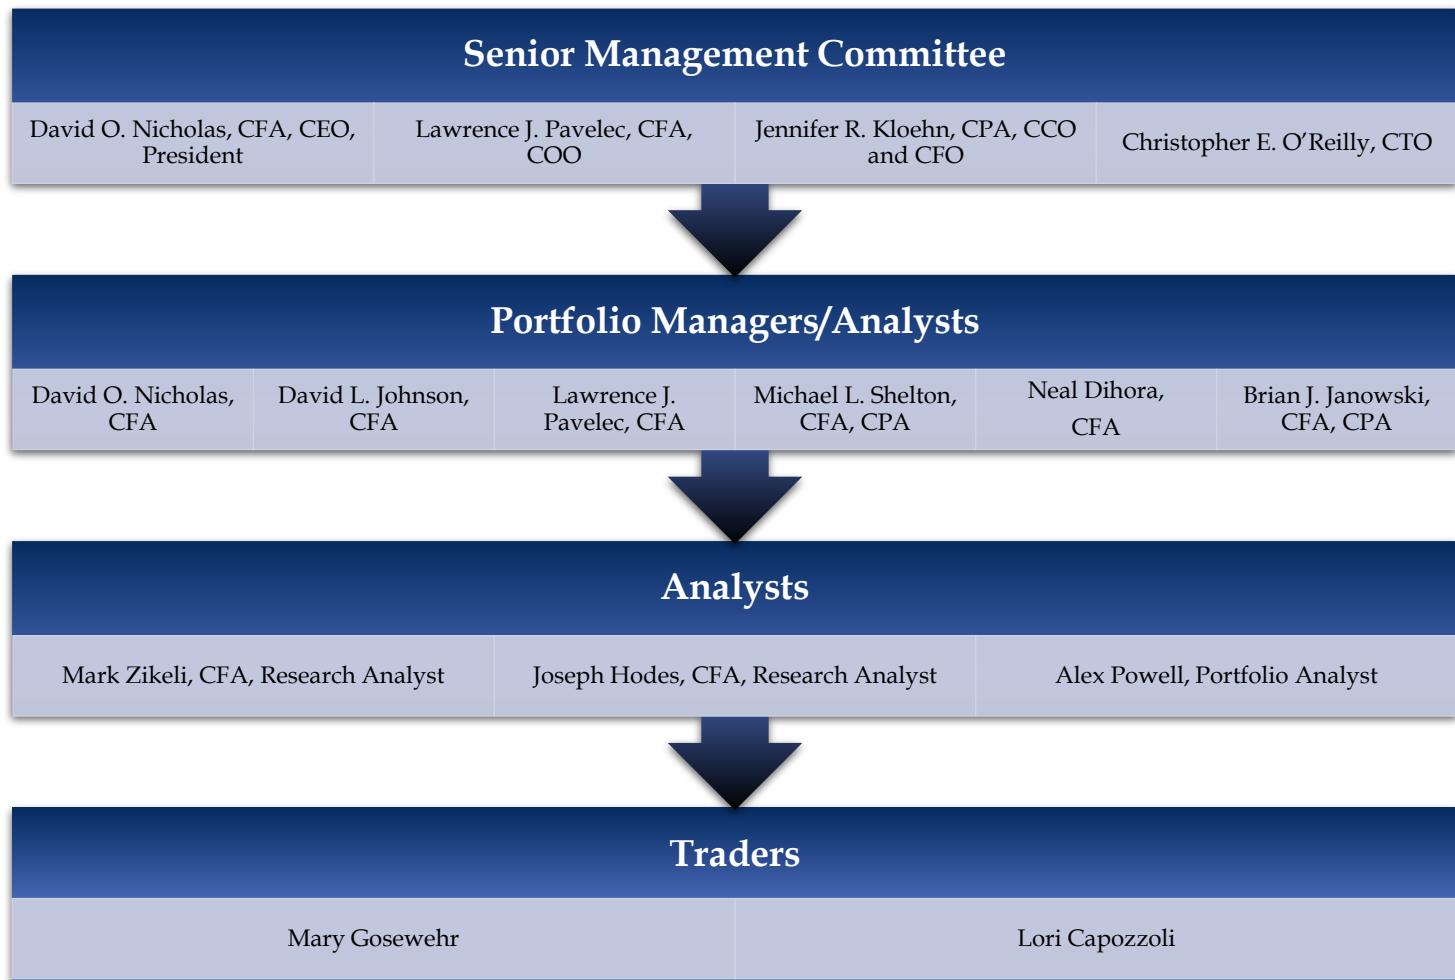 Senior Management Committee
David O. Nicholas, CFA, CEO,
President
Lawrence J. Pavelec, CFA,
COO
Jennifer R. Kloehn, CPA, CCO
and CFO
Christopher E. O’Reilly, CTO
Portfolio Managers/Analysts
David O. Nicholas,
CFA
David L. Johnson,
CFA
Lawrence J.
Pavelec, CFA
Michael L. Shelton,
CFA, CPA
Neal Dihora,
CFA
Brian J. Janowski,
CFA, CPA
Analysts
Mark Zikeli, CFA, Research Analyst
Joseph Hodes, CFA, Research Analyst
Alex Powell, Portfolio Analyst
Traders
Mary Gosewehr
Lori Capozzoli